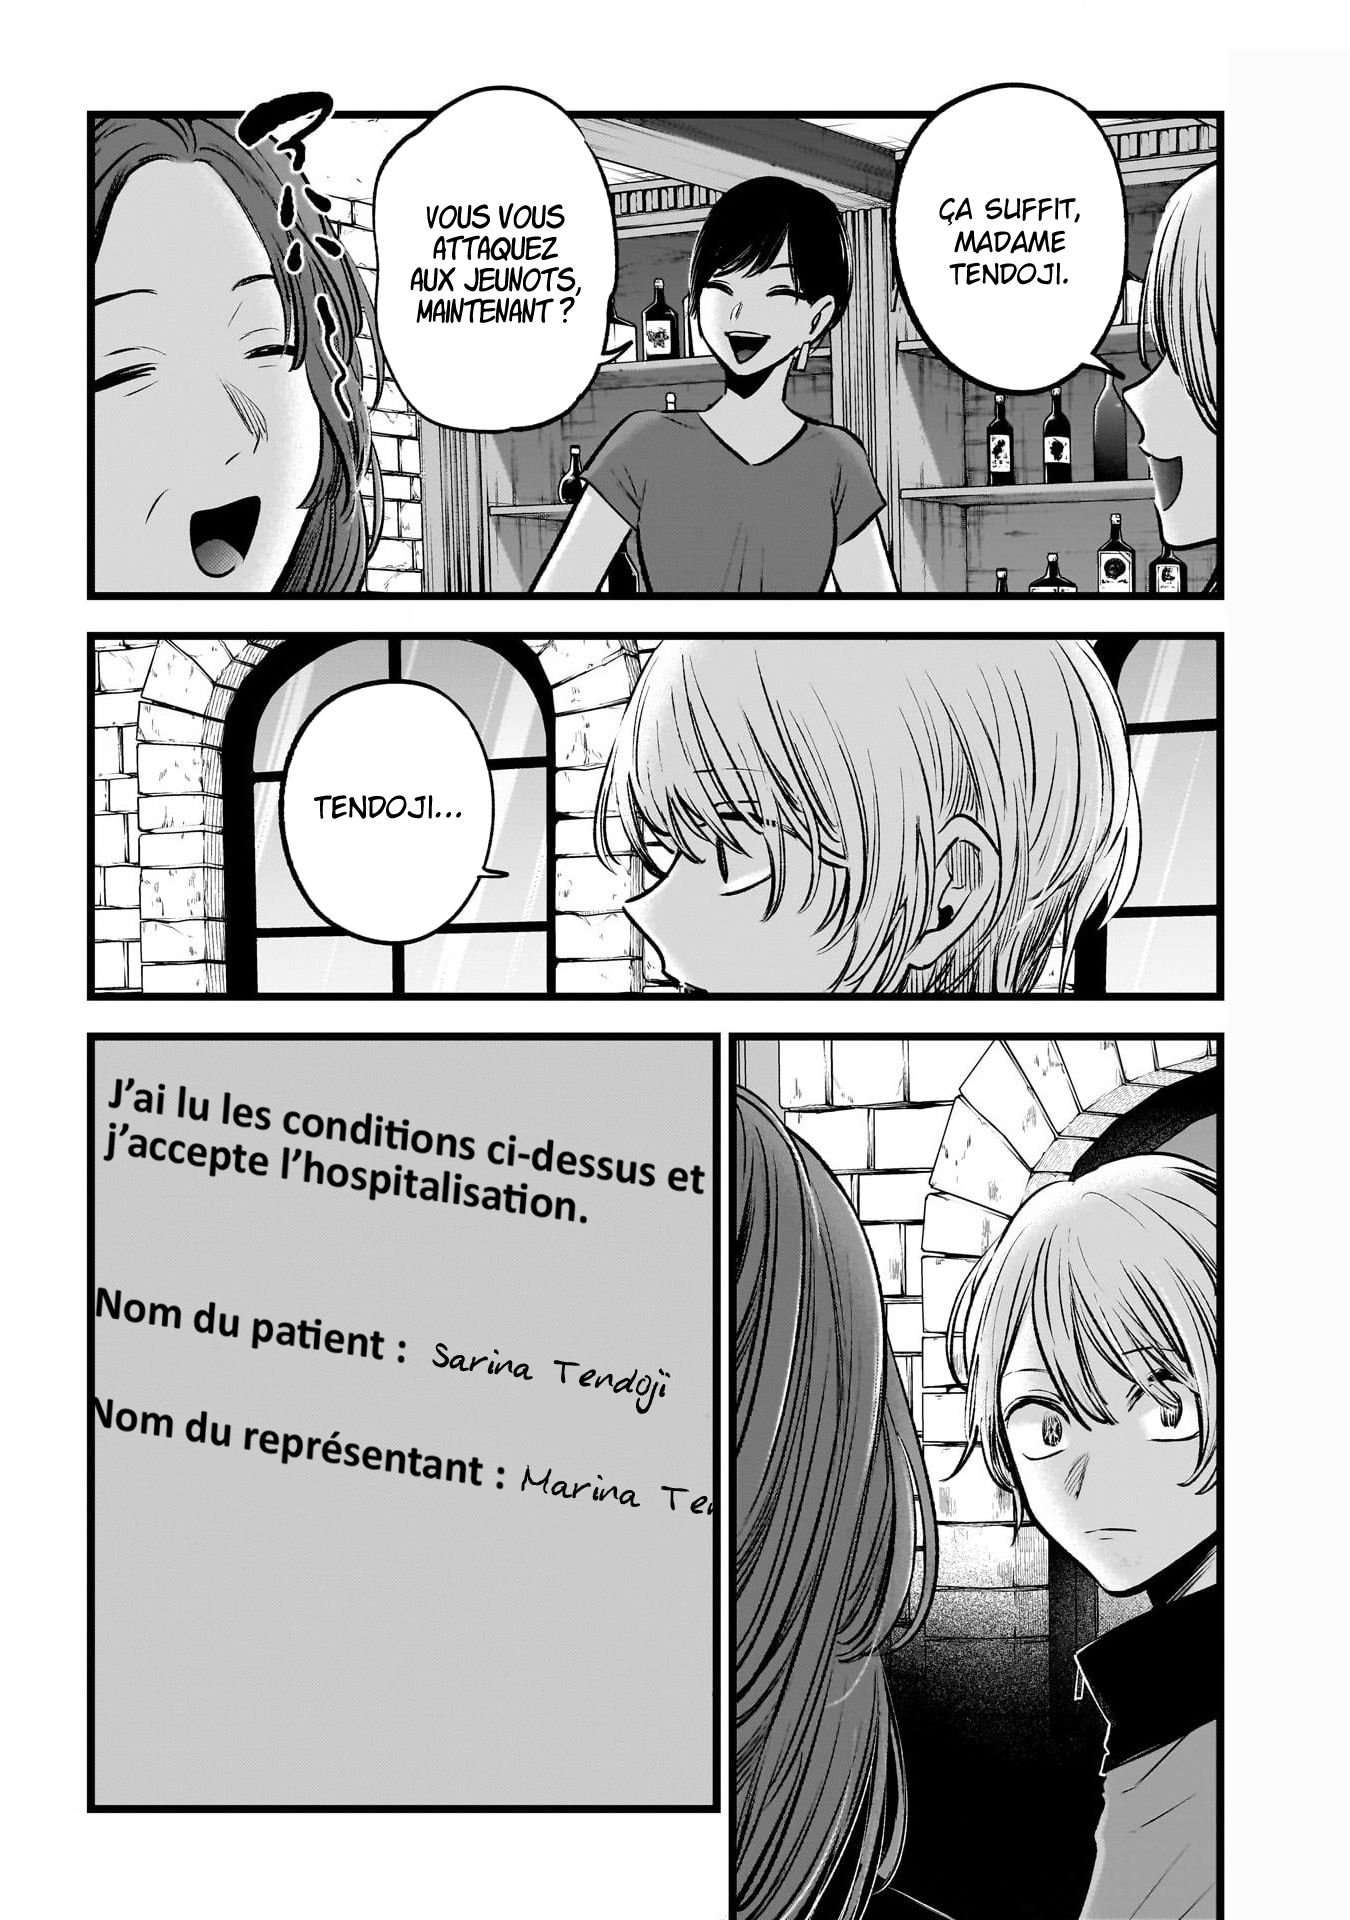 ÇA SUFFIT,
MADAME
TENDOJI.
VOUS VOUS
ATTAQUEZ
AUX JEUNOTS,
MAINTENANT ?
TENDOJI...
J'ai lu les conditions ci-dessus et
j'accepte l'hospitalisation.
Nom du patient : Sarina Tendoji
Nom du représentant : Marina Ten